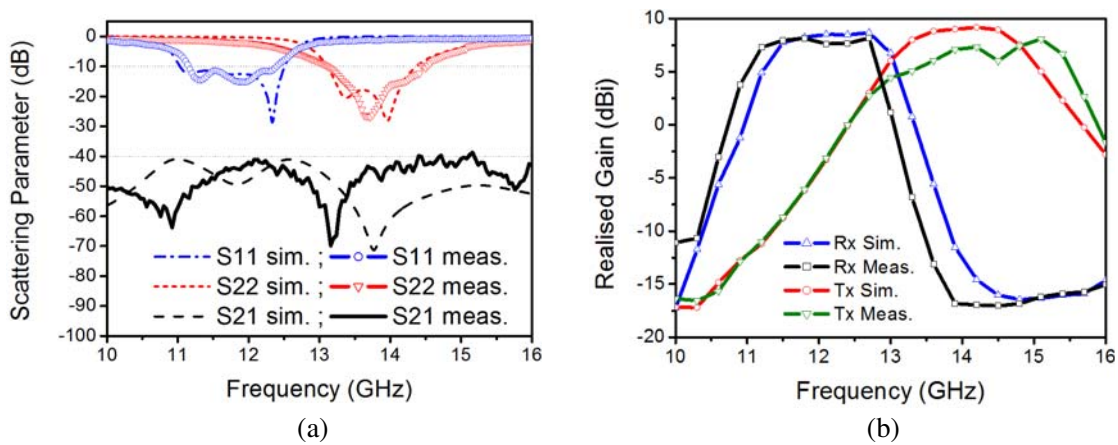 Scattering Parameter (dB)
0
-10
-20
-30
-40
-50
-60
-70
-80
-90
-100
S11 sim. ; S11 meas.
S22 sim. ; S22 meas.
S21 sim. ; S21 meas.
10 11 12 13 14 15 16
Frequency (GHz)
(a)
Realised Gain (dBi)
10
5
0
-5
-10
-15
-20
Rx Sim.
Rx Meas.
Tx Sim.
Tx Meas.
10 11 12 13 14 15 16
Frequency (GHz)
(b)